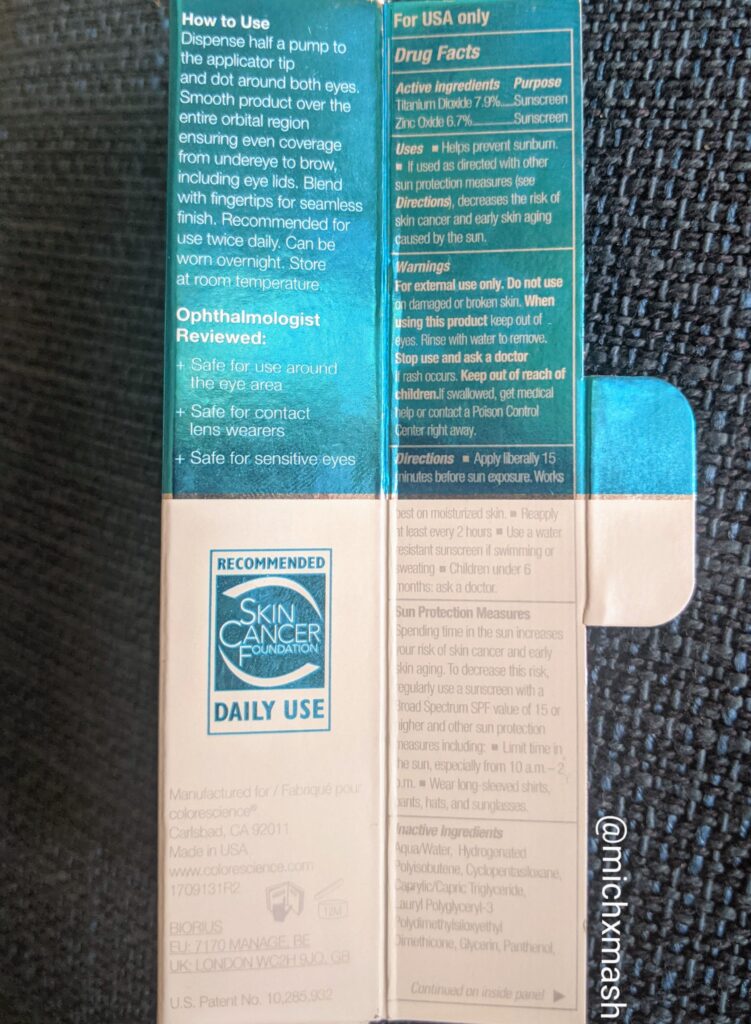 How to Use
Dispense half a pump to
the applicator tip
and dot around both eyes.
Smooth product over the
entire orbital region
ensuring even coverage
from undereye to brow,
including eye lids. Blend
with fingertips for seamless
finish. Recommended for
use twice daily. Can be
worn overnight. Store
at room temperature.
Ophthalmologist
Reviewed:
+ Safe for use around
the eye area
+ Safe for contact
lens wearers
+ Safe for sensitive eyes
RECOMMENDED
SKIN
CANCER
FOUNDATION
DAILY USE
Manufactured for / Fabriqué pour
colorescience®
Carlsbad, CA 92011
Made in USA
www.colorescience.com
1709131R2
12M
BIORIUS
EU: 7170 MANAGE, BE
UK: LONDON WC2H 9JQ, GB
U.S. Patent No. 10,285,932
For USA only
Drug Facts
Active ingredients Purpose
Titanium Dioxide 7.9%.....Sunscreen
Zinc Oxide 6.7%..........Sunscreen
Uses ■ Helps prevent sunburn.
■ If used as directed with other
sun protection measures (see
Directions), decreases the risk of
skin cancer and early skin aging
caused by the sun.
Warnings
For external use only. Do not use
on damaged or broken skin. When
using this product keep out of
eyes. Rinse with water to remove.
Stop use and ask a doctor
if rash occurs. Keep out of reach of
children.If swallowed, get medical
help or contact a Poison Control
Center right away.
Directions ■ Apply liberally 15
minutes before sun exposure. Works
best on moisturized skin. ■ Reapply
at least every 2 hours ■ Use a water
resistant sunscreen if swimming or
sweating ■ Children under 6
months: ask a doctor.
Sun Protection Measures
Spending time in the sun increases
your risk of skin cancer and early
skin aging. To decrease this risk,
regularly use a sunscreen with a
Broad Spectrum SPF value of 15 or
higher and other sun protection
measures including: ■ Limit time in
the sun, especially from 10 a.m. – 2
p.m. ■ Wear long-sleeved shirts,
pants, hats, and sunglasses.
Inactive Ingredients
Aqua/Water, Hydrogenated
Polyisobutene, Cyclopentasiloxane,
Caprylic/Capric Triglyceride,
Lauryl Polyglyceryl-3
Polydimethylsiloxyethyl
Dimethicone, Glycerin, Panthenol,
Continued on inside panel ▶
@michxmash